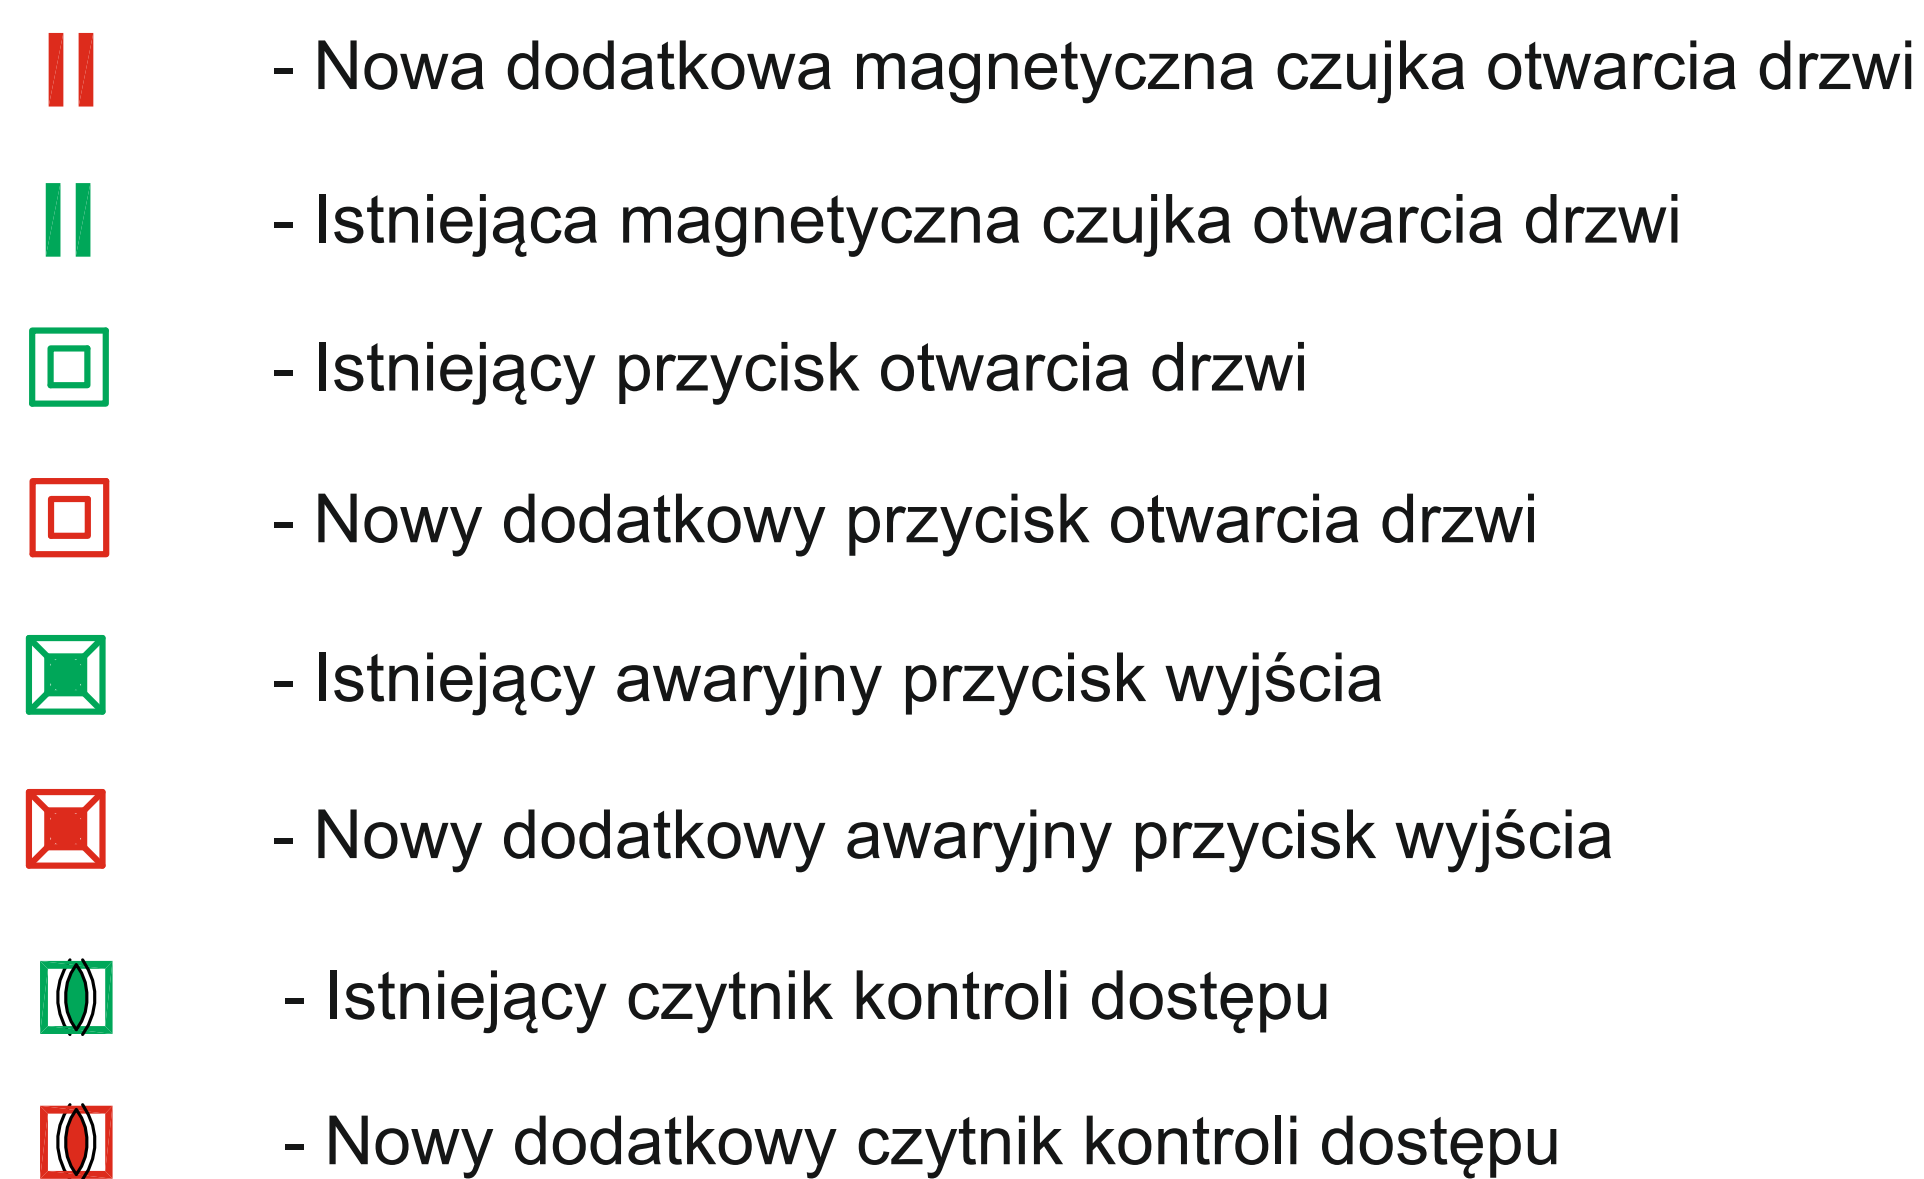 - Nowa dodatkowa magnetyczna czujka otwarcia drzwi
- Istniejąca magnetyczna czujka otwarcia drzwi
- Istniejący przycisk otwarcia drzwi
- Nowy dodatkowy przycisk otwarcia drzwi
- Istniejący awaryjny przycisk wyjścia
- Nowy dodatkowy awaryjny przycisk wyjścia
- Istniejący czytnik kontroli dostępu
- Nowy dodatkowy czytnik kontroli dostępu